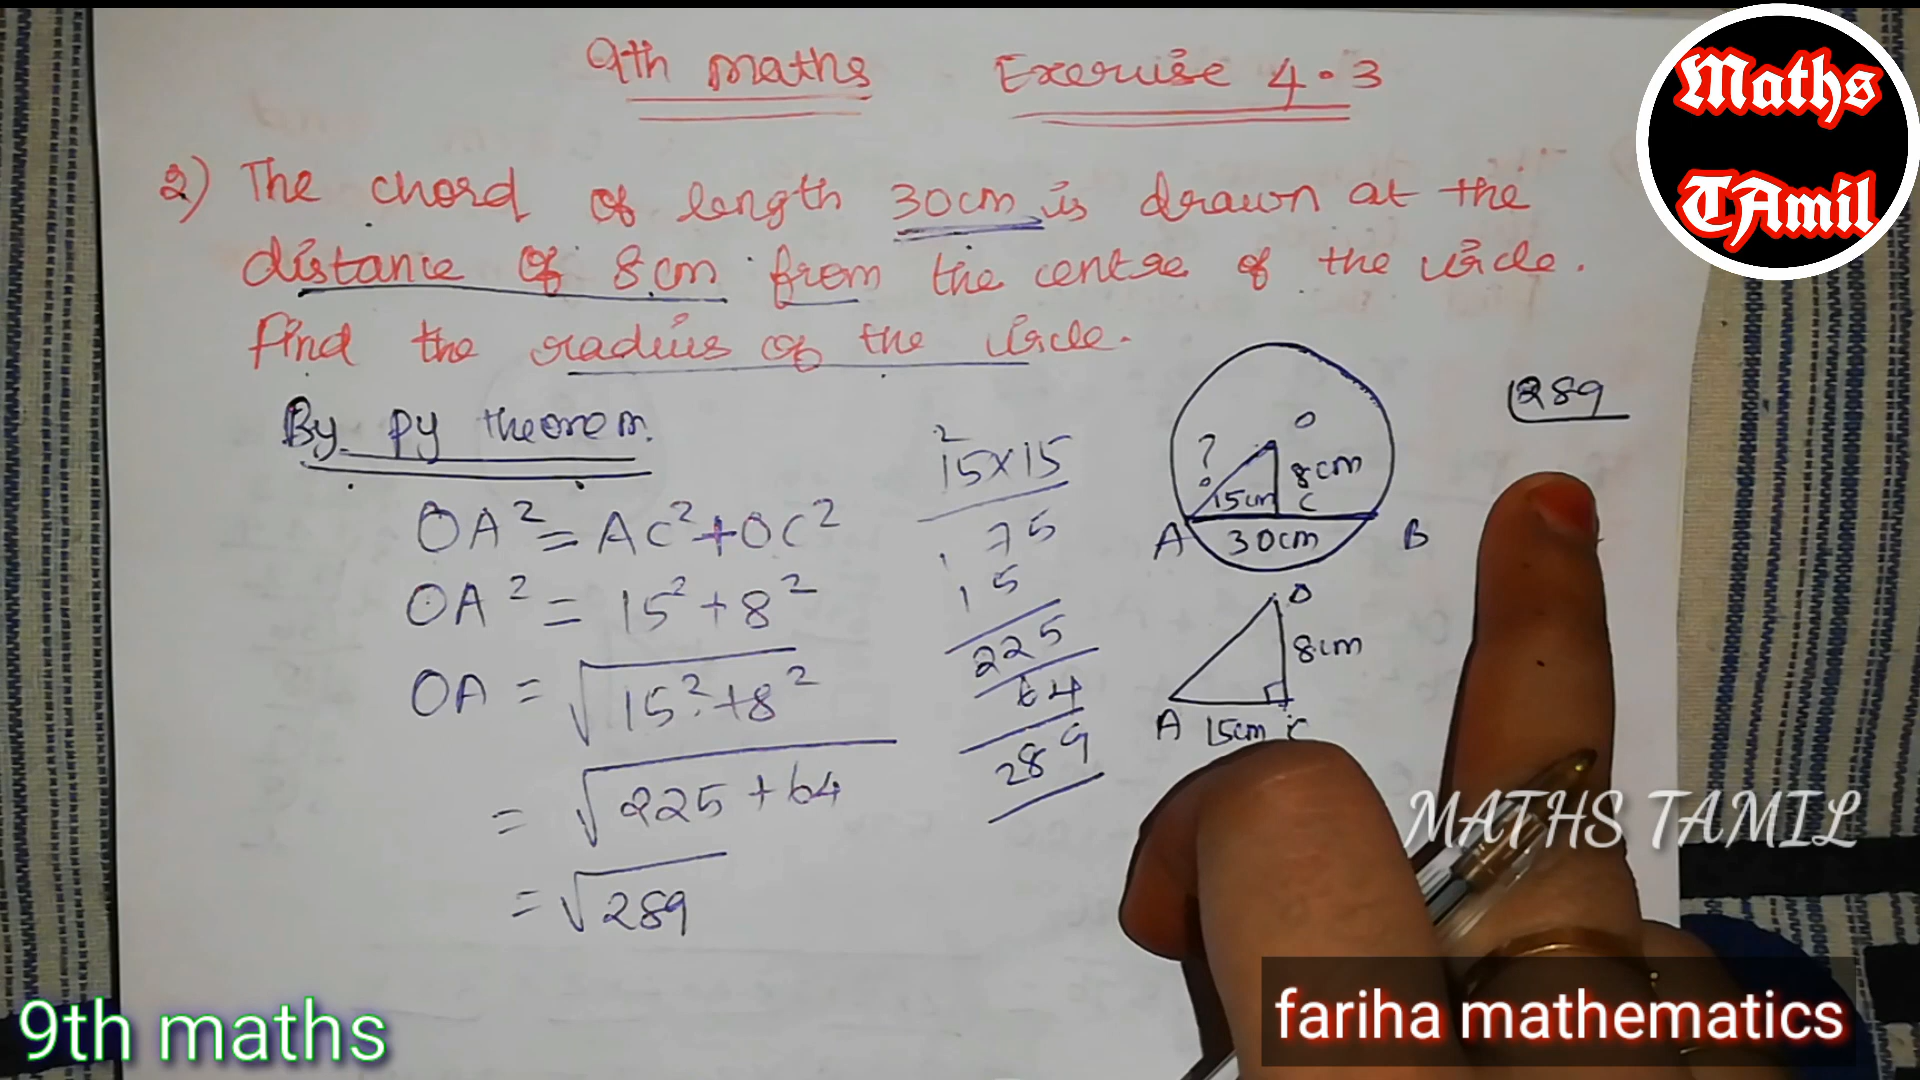 9th maths Exercise 4.3
Maths
TAmil
2) The chord of length 30cm is drawn at the
distance of 8cm from the centre of the circle.
Find the radius of the circle.
By py theorem.
OA² = AC² + OC²
OA² = 15² + 8²
OA = √15² + 8²
= √225 + 64
= √289
2
15×15
75
15
225
64
289
O
?
8cm
15cm C
A 30cm B
O
8cm
A 15cm C
289
MATHS TAMIL
9th maths
fariha mathematics